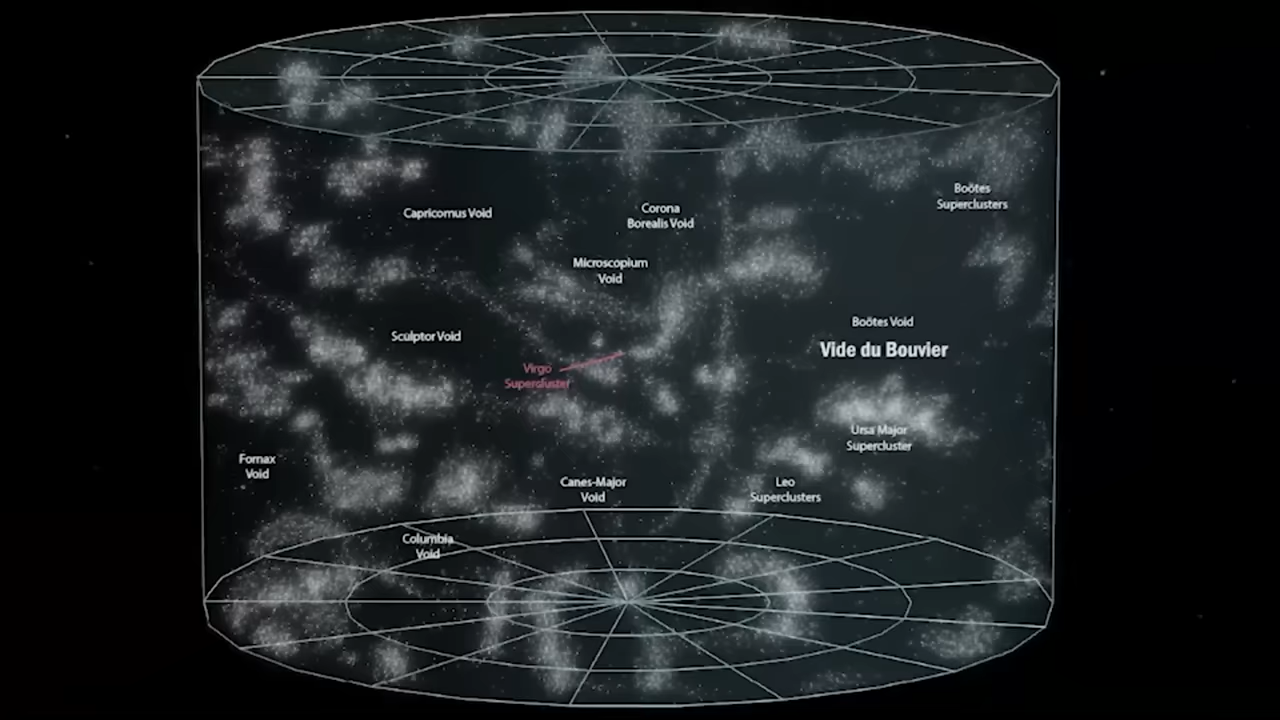 Boötes
Superclusters
Capricornus Void
Corona
Borealis Void
Microscopium
Void
Boötes Void
Sculptor Void
Vide du Bouvier
Virgo
Supercluster
Ursa Major
Supercluster
Fornax
Void
Canes-Major
Void
Leo
Superclusters
Columbia
Void